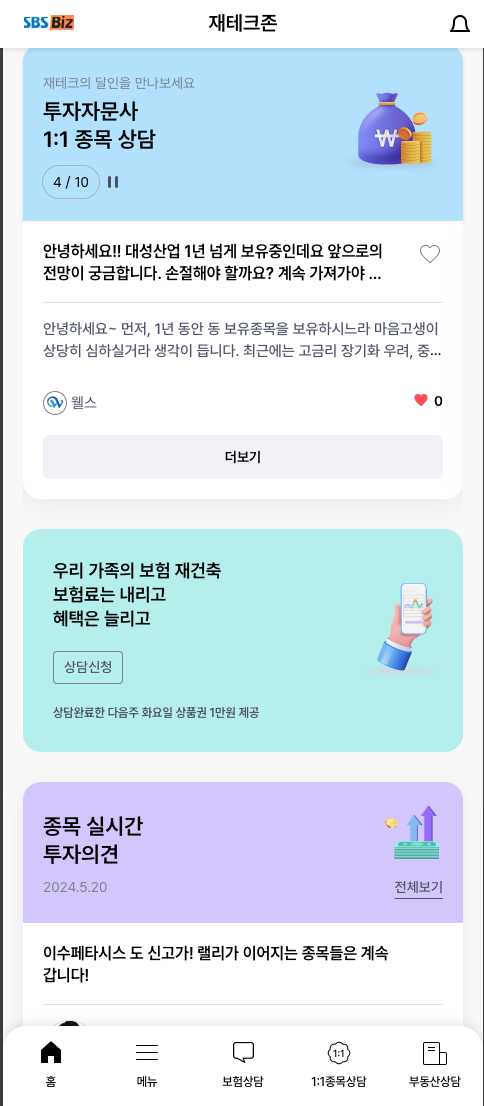 SBS Biz
재테크존
재테크의 달인을 만나보세요
투자자문사
1:1 종목 상담
4 / 10
안녕하세요!! 대성산업 1년 넘게 보유중인데요 앞으로의
전망이 궁금합니다. 손절해야 할까요? 계속 가져가야 ...
안녕하세요~ 먼저, 1년 동안 동 보유종목을 보유하시느라 마음고생이
상당히 심하실거라 생각이 듭니다. 최근에는 고금리 장기화 우려, 중...
웰스
0
더보기
우리 가족의 보험 재건축
보험료는 내리고
혜택은 늘리고
상담신청
상담완료한 다음주 화요일 상품권 1만원 제공
종목 실시간
투자의견
2024.5.20
전체보기
이수페타시스 도 신고가! 랠리가 이어지는 종목들은 계속
갑니다!
홈
메뉴
보험상담
1:1
1:1종목상담
부동산상담